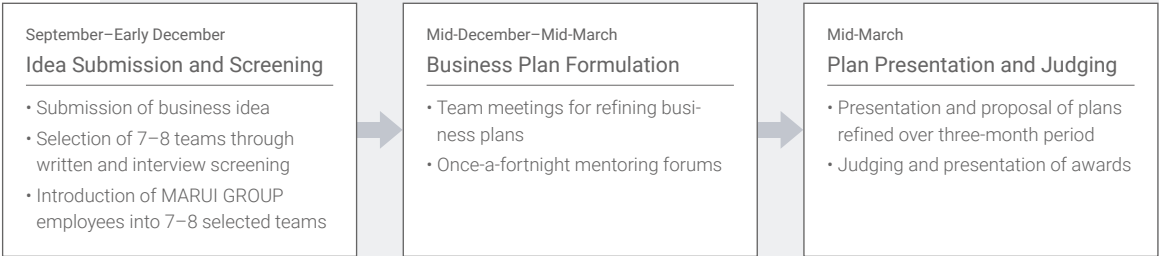 September–Early December
Idea Submission and Screening
• Submission of business idea
• Selection of 7–8 teams through
written and interview screening
• Introduction of MARUI GROUP
employees into 7–8 selected teams
Mid-December–Mid-March
Business Plan Formulation
• Team meetings for refining busi-
ness plans
• Once-a-fortnight mentoring forums
Mid-March
Plan Presentation and Judging
• Presentation and proposal of plans
refined over three-month period
• Judging and presentation of awards